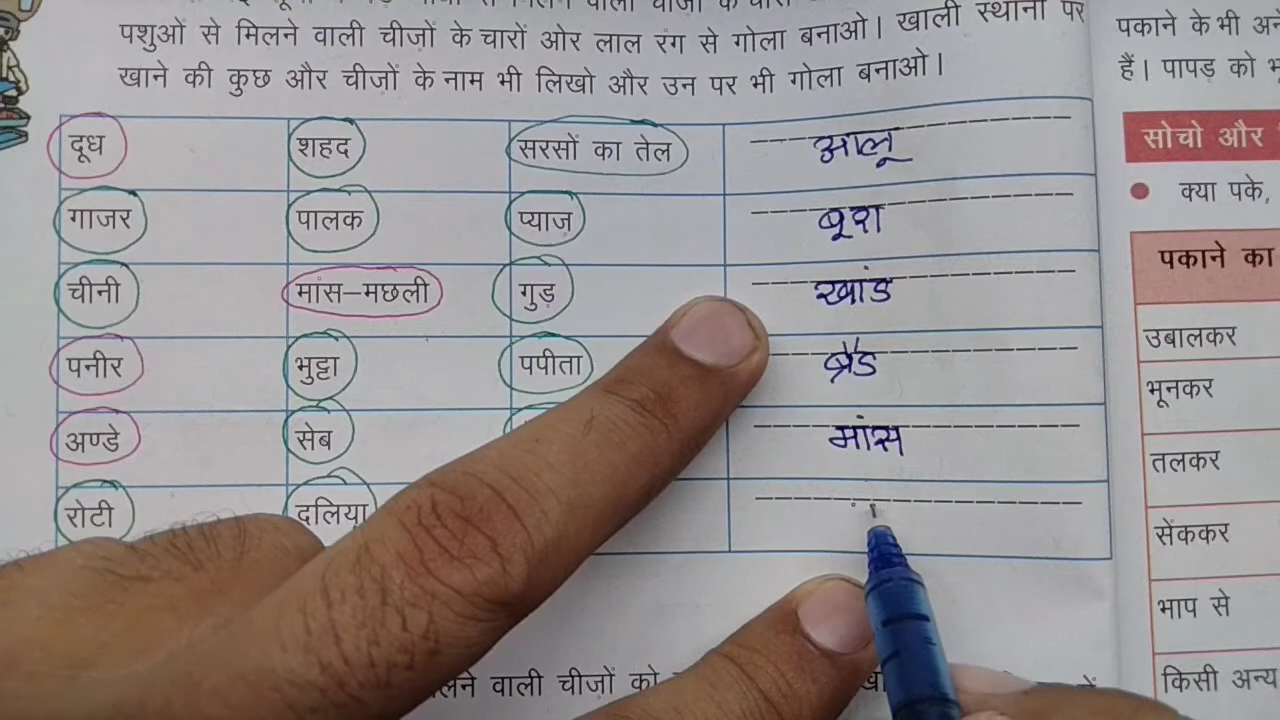 पशुओं से मिलने वाली चीज़ों के चारों ओर लाल रंग से गोला बनाओ। खाली स्थानों पर
खाने की कुछ और चीज़ों के नाम भी लिखो और उन पर भी गोला बनाओ।
दूध शहद सरसों का तेल आलू
गाजर पालक प्याज़ बूरा
चीनी मांस–मछली गुड़ खांड
पनीर भुट्टा पपीता ब्रैड
अण्डे सेब मांस
रोटी दलिया
वाली चीज़ों को
पकाने के भी
हैं। पापड़ को
सोचो और
क्या पके,
पकाने का
उबालकर
भूनकर
तलकर
सेंककर
भाप से
किसी अन्य